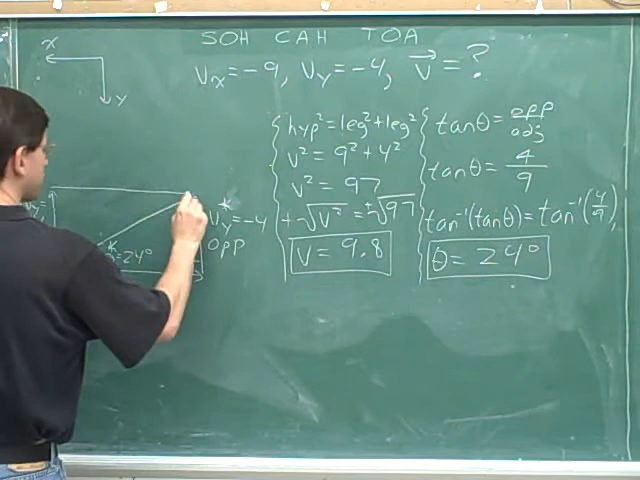 SOH CAH TOA
Vx = -9, Vy = -4, V⃗ = ?
X
Y
hyp² = leg² + leg²
V² = 9² + 4²
V² = 97
±√V² = ±√97
V = 9.8
tanθ = opp/adj
tanθ = 4/9
tan⁻¹(tanθ) = tan⁻¹(4/9)
θ = 24°
Vy = -4
opp
=24°